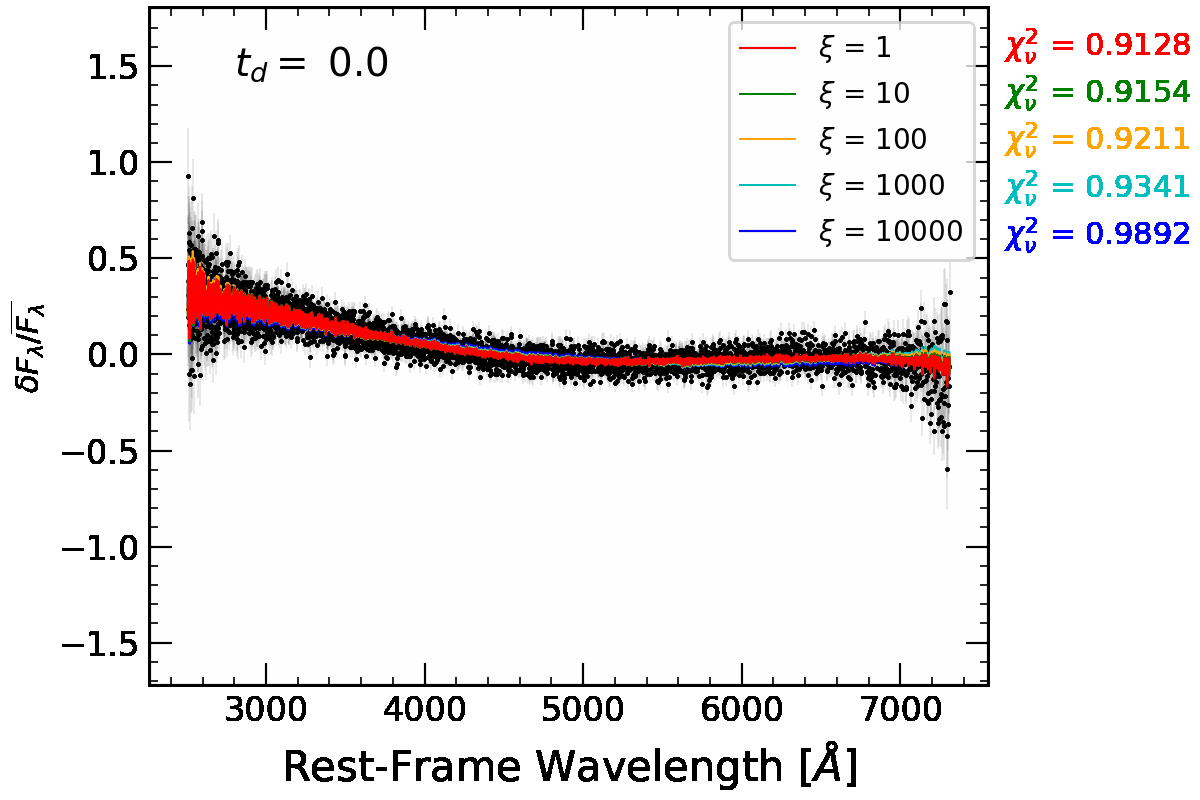 t_d = 0.0
ξ = 1
ξ = 10
ξ = 100
ξ = 1000
ξ = 10000
χ²_ν = 0.9128
χ²_ν = 0.9154
χ²_ν = 0.9211
χ²_ν = 0.9341
χ²_ν = 0.9892
1.5
1.0
0.5
0.0
−0.5
−1.0
−1.5
δF_λ/F̅_λ̅
3000 4000 5000 6000 7000
Rest-Frame Wavelength [Å]